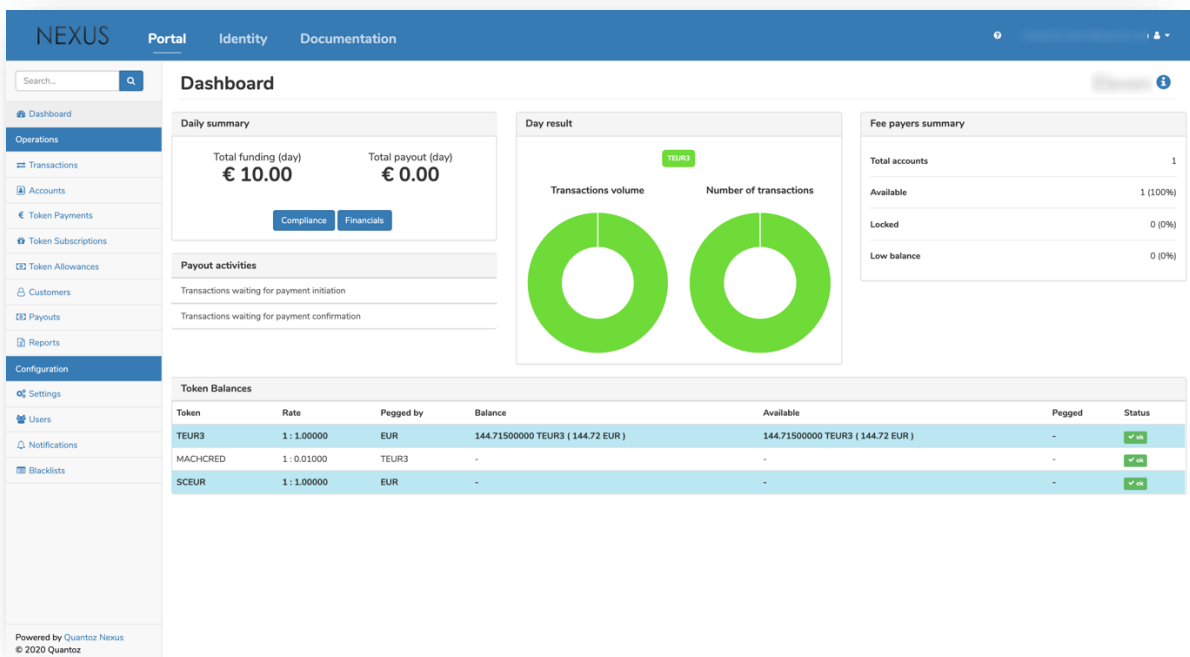 NEXUS Portal Identity Documentation
Search...
Dashboard
Operations
Transactions
Accounts
Token Payments
Token Subscriptions
Token Allowances
Customers
Payouts
Reports
Configuration
Settings
Users
Notifications
Blacklists
Powered by Quantoz Nexus
© 2020 Quantoz
Dashboard
Daily summary
Total funding (day) Total payout (day)
€ 10.00 € 0.00
Compliance Financials
Payout activities
Transactions waiting for payment initiation
Transactions waiting for payment confirmation
Day result
TEUR3
Transactions volume Number of transactions
Fee payers summary
Total accounts 1
Available 1 (100%)
Locked 0 (0%)
Low balance 0 (0%)
Token Balances
Token Rate Pegged by Balance Available Pegged Status
TEUR3 1 : 1.00000 EUR 144.71500000 TEUR3 ( 144.72 EUR ) 144.71500000 TEUR3 ( 144.72 EUR ) - ok
MACHCRED 1 : 0.01000 TEUR3 - - - ok
SCEUR 1 : 1.00000 EUR - - - ok